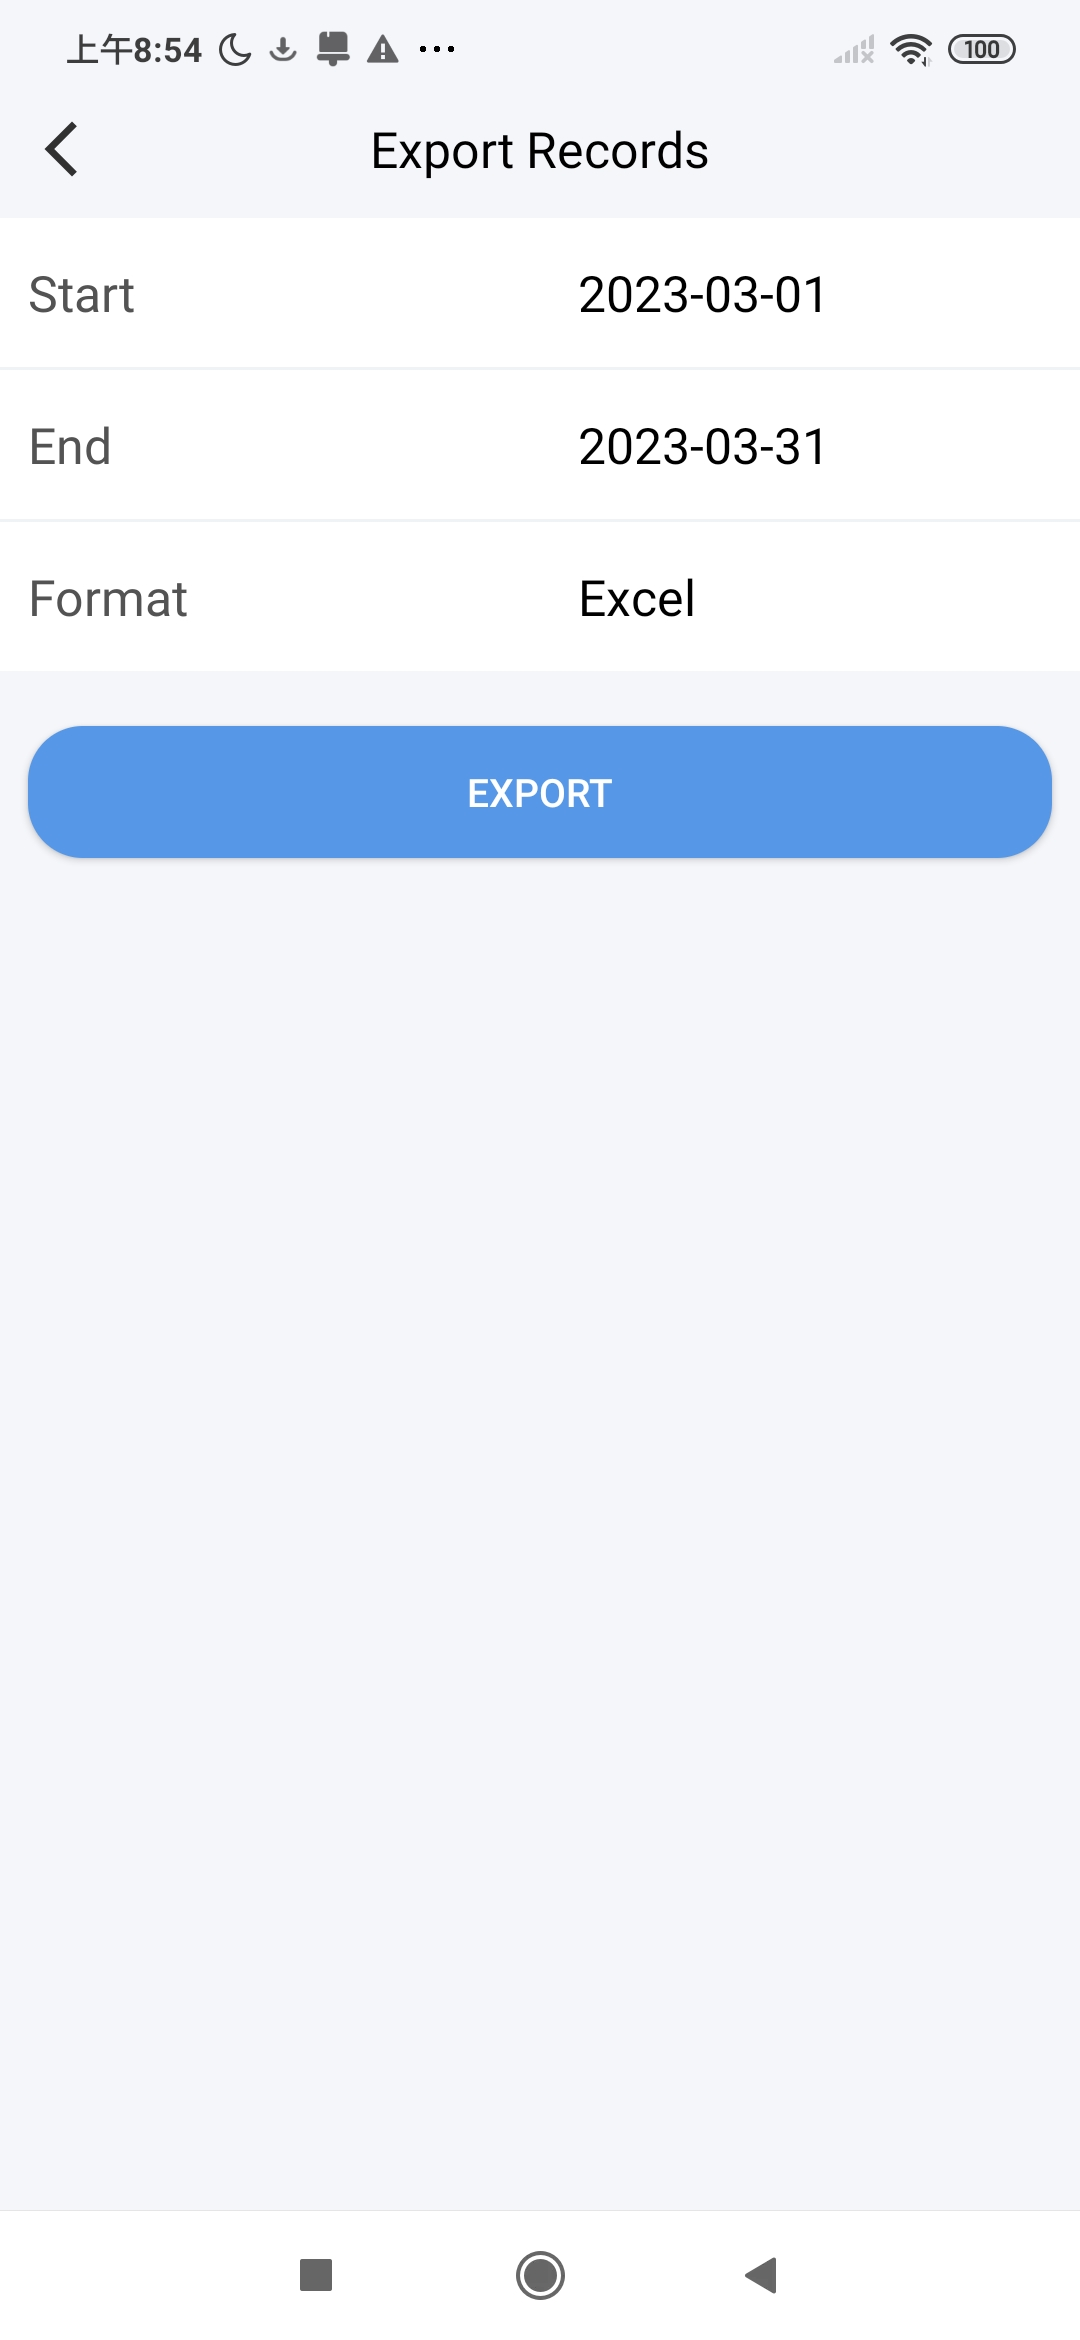 上午8:54 100
Export Records
Start 2023-03-01
End 2023-03-31
Format Excel
EXPORT